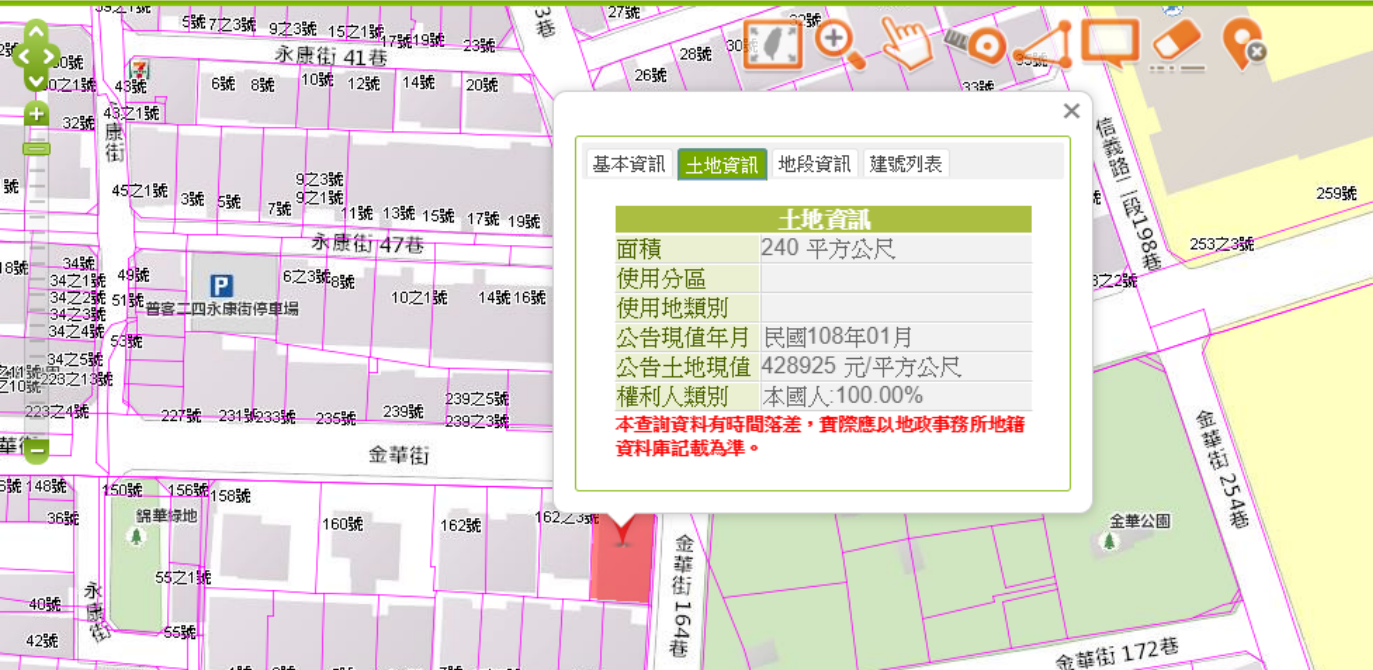 5號 7之3號 9之3號 15之1號
17號 19號 23號
27號
永康街 41巷
28號
26號
33號
43號
6號 8號 10號 12號 14號 20號
43之1號
32號
康街
信義路二段198巷
基本資訊 土地資訊 地段資訊 建號列表
土地資訊
面積 240 平方公尺
使用分區
使用地類別
公告現值年月 民國108年01月
公告土地現值 428925 元/平方公尺
權利人類別 本國人:100.00%
本查詢資料有時間落差，實際應以地政事務所地籍
資料庫記載為準。
45之1號 3號 5號 7號 9之3號
9之1號
11號 13號 15號 17號 19號
259號
永康街 47巷
253之3號
34號
34之1號
34之2號
34之3號
34之4號
34之5號
49號
51號
53號
P
普客二四永康街停車場
6之3號 8號
10之1號 14號 16號
223之13號
223之4號
227號 231號 233號 235號 239號 239之5號
239之3號
金華街
148號 150號 156號 158號
36號
錦華綠地
160號 162號 162之3號
金華街 254巷
金華公園
55之1號
永康街
金華街 164巷
40號
42號
55號
金華街 172巷